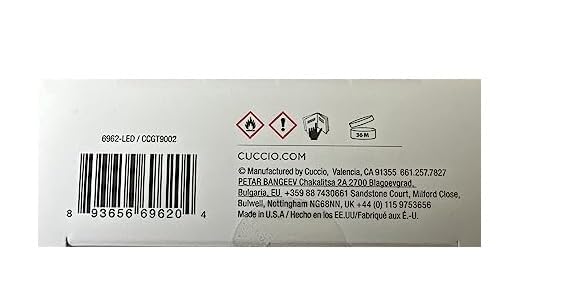 6962-LED / CCGT9002
8 93656 69620 4
36 M
CUCCIO.COM
© Manufactured by Cuccio, Valencia, CA 91355 661.257.7827
PETAR BANGEEV Chakalitsa 2A 2700 Blagoevgrad,
Bulgaria, EU +359 88 7430661 Sandstone Court, Milford Close,
Bulwell, Nottingham NG68NN, UK +44 (0) 115 9753656
Made in U.S.A / Hecho en los EE.UU/Fabriqué aux É.-U.